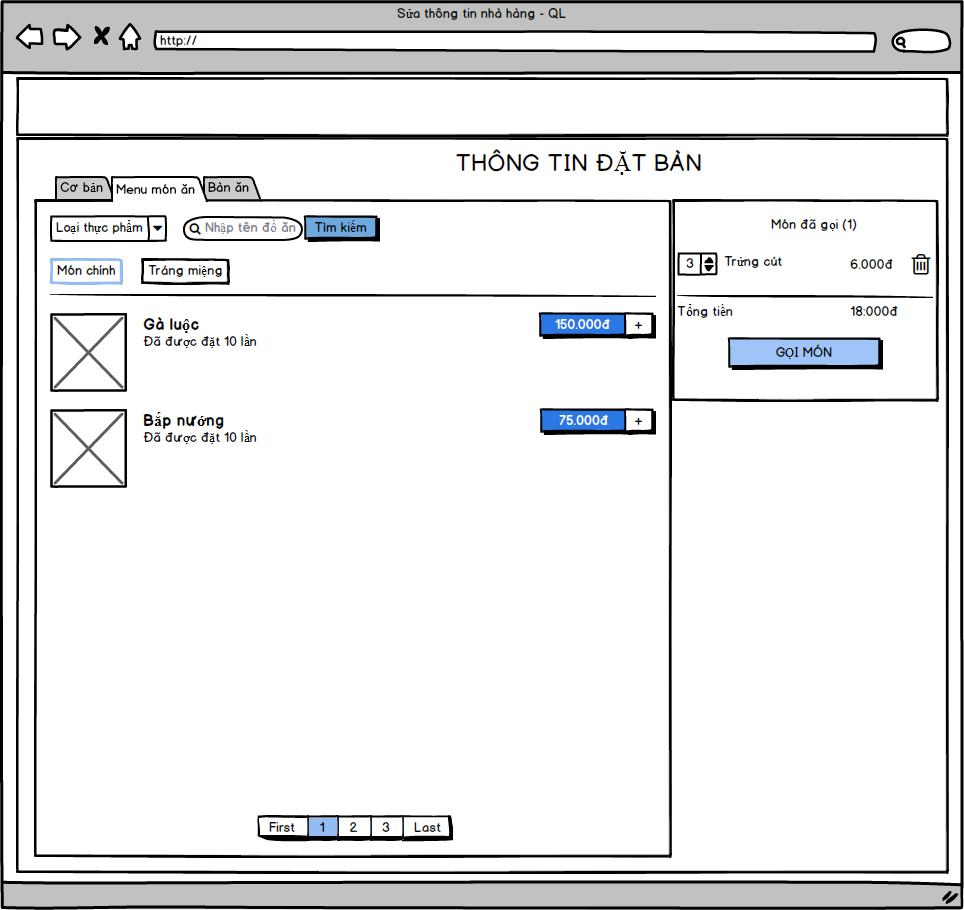 Sửa thông tin nhà hàng - QL
http://
THÔNG TIN ĐẶT BÀN
Cơ bản
Menu món ăn
Bàn ăn
Loại thực phẩm
Nhập tên đồ ăn
Tìm kiếm
Món chính
Tráng miệng
Gà luộc
Đã được đặt 10 lần
150.000đ +
Bắp nướng
Đã được đặt 10 lần
75.000đ +
First 1 2 3 Last
Món đã gọi (1)
3 Trứng cút 6.000đ
Tổng tiền 18:000đ
GỌI MÓN